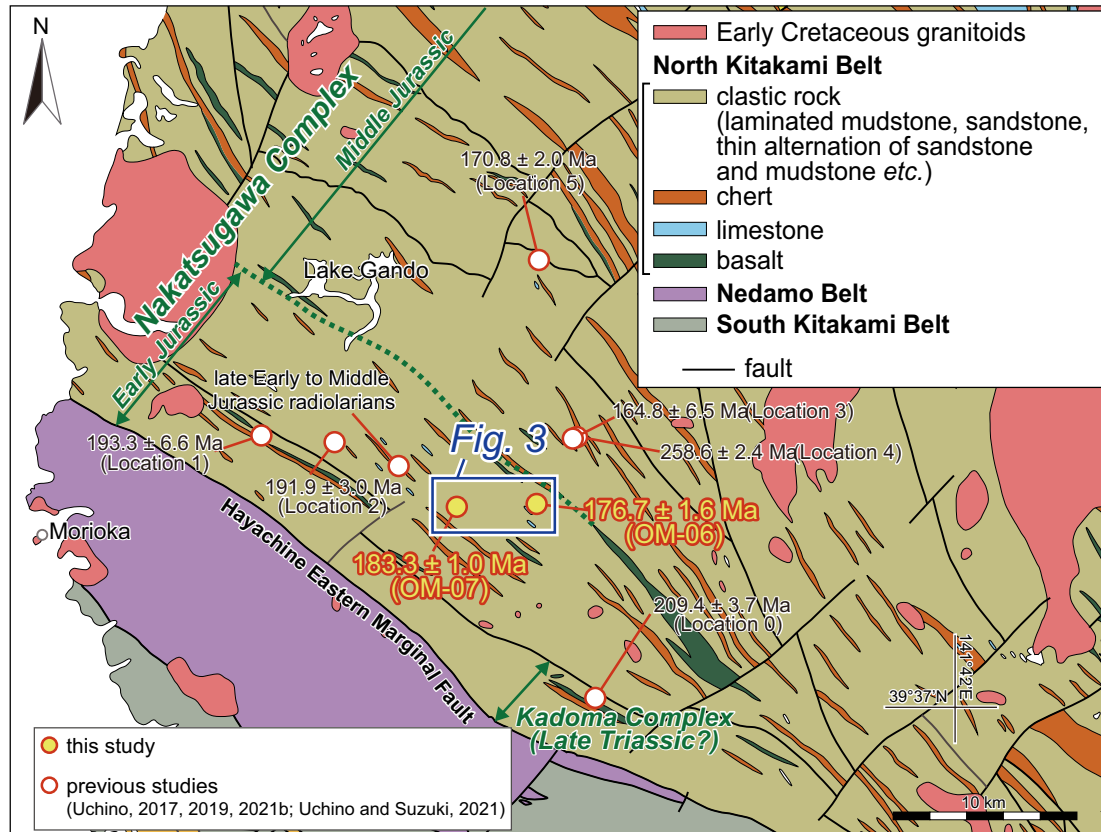 N
Nakatsugawa Complex
Middle Jurassic
Early Jurassic
Early Cretaceous granitoids
North Kitakami Belt
clastic rock
(laminated mudstone, sandstone,
thin alternation of sandstone
and mudstone etc.)
chert
limestone
basalt
Nedamo Belt
South Kitakami Belt
fault
170.8 ± 2.0 Ma
(Location 5)
Lake Gando
late Early to Middle
Jurassic radiolarians
164.8 ± 6.5 Ma(Location 3)
258.6 ± 2.4 Ma(Location 4)
193.3 ± 6.6 Ma
(Location 1)
Fig. 3
191.9 ± 3.0 Ma
(Location 2)
176.7 ± 1.6 Ma
(OM-06)
Morioka
183.3 ± 1.0 Ma
(OM-07)
Hayachine Eastern Marginal Fault
209.4 ± 3.7 Ma
(Location 0)
141°42'E
39°37'N
Kadoma Complex
(Late Triassic?)
this study
previous studies
(Uchino, 2017, 2019, 2021b; Uchino and Suzuki, 2021)
10 km